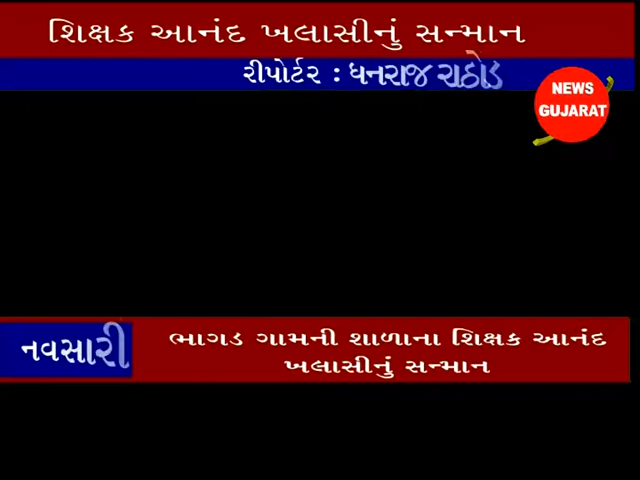 શિક્ષક આનંદ ખલાસીનું સન્માન
રીપોર્ટર : ધનરાજ રાઠોડ
NEWS
GUJARAT
નવસારી
ભાગડ ગામની શાળાના શિક્ષક આનંદ
ખલાસીનું સન્માન